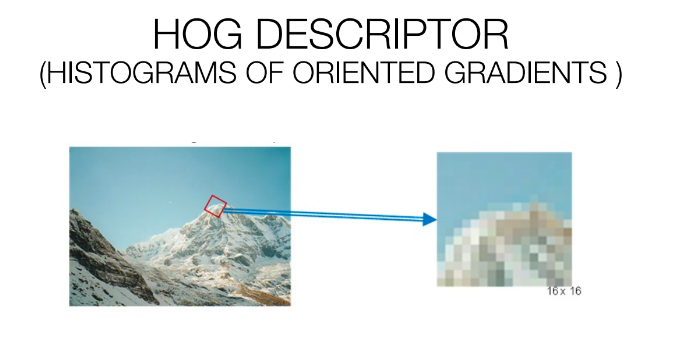 HOG DESCRIPTOR
(HISTOGRAMS OF ORIENTED GRADIENTS )
16 x 16